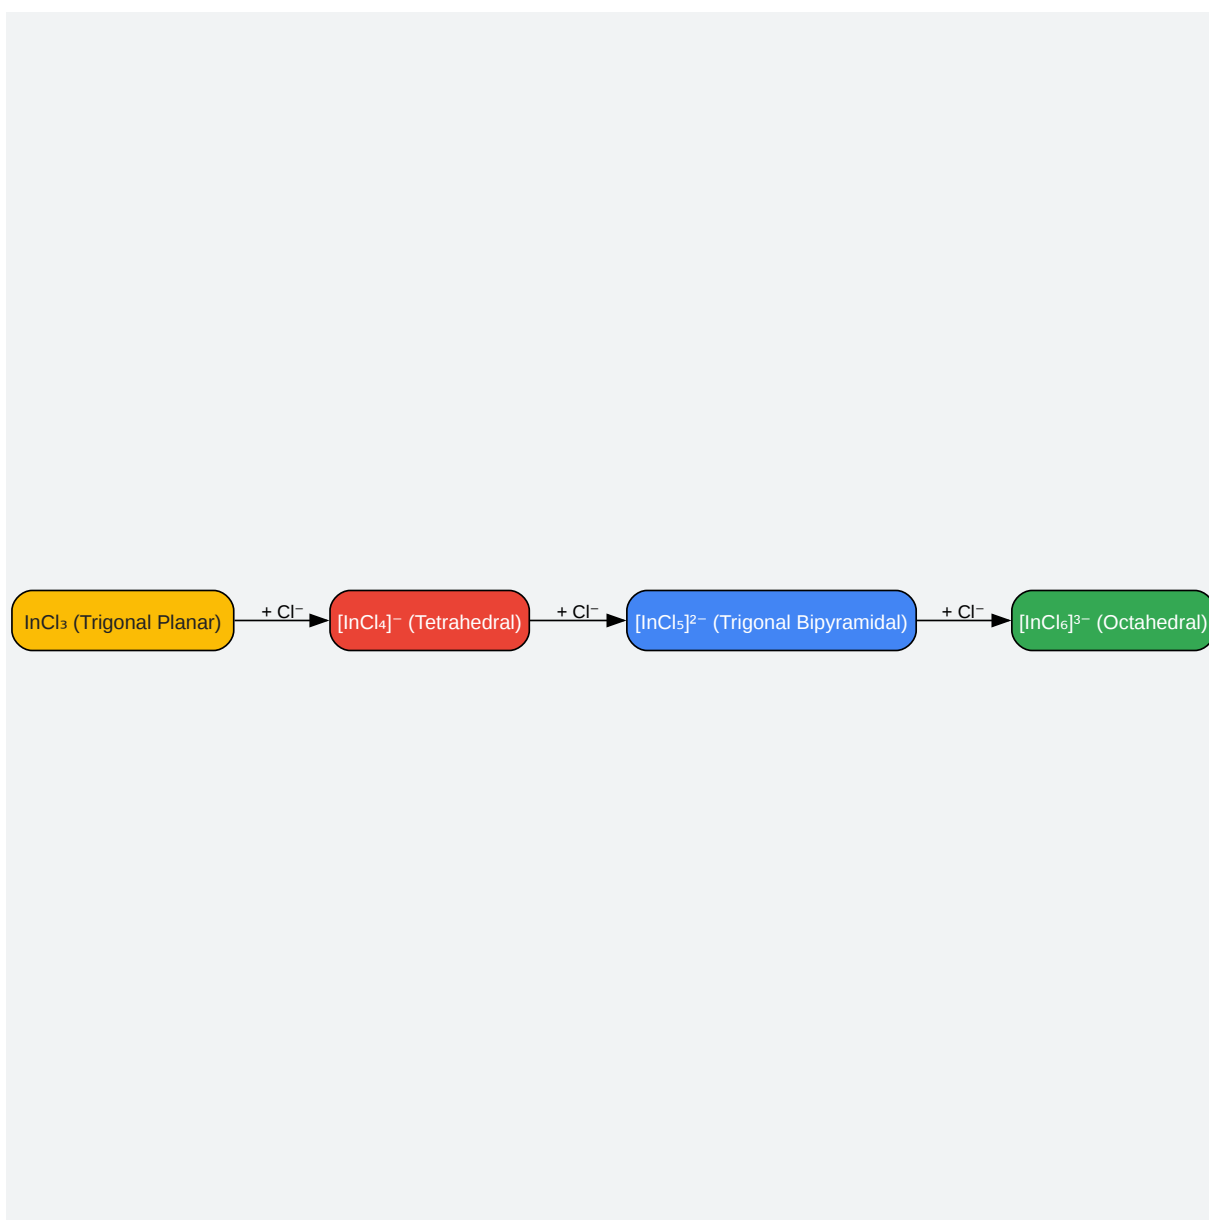 InCl₃ (Trigonal Planar)
+ Cl⁻
[InCl₄]⁻ (Tetrahedral)
+ Cl⁻
[InCl₅]²⁻ (Trigonal Bipyramidal)
+ Cl⁻
[InCl₆]³⁻ (Octahedral)